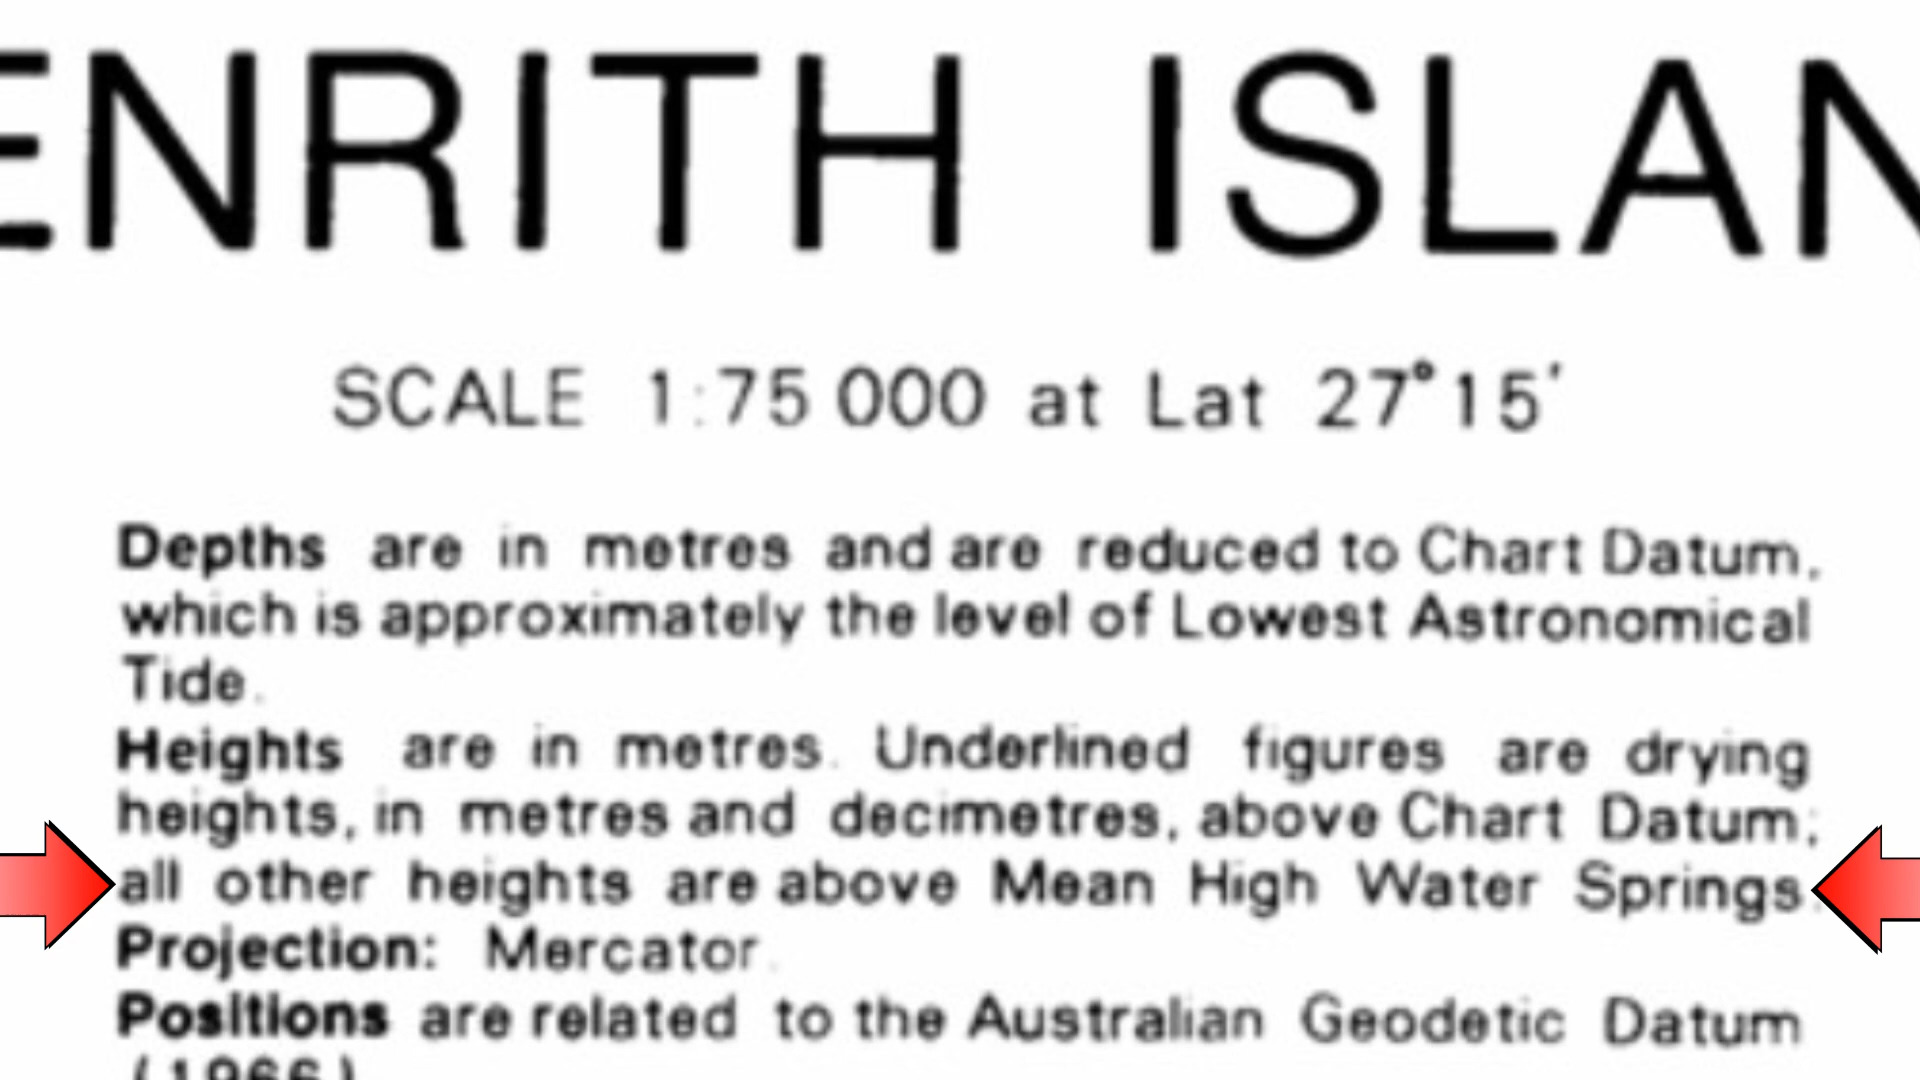 ENRITH ISLAN
SCALE 1:75 000 at Lat 27°15′
Depths are in metres and are reduced to Chart Datum,
which is approximately the level of Lowest Astronomical
Tide.
Heights are in metres. Underlined figures are drying
heights, in metres and decimetres, above Chart Datum;
all other heights are above Mean High Water Springs.
Projection: Mercator.
Positions are related to the Australian Geodetic Datum
(1966).